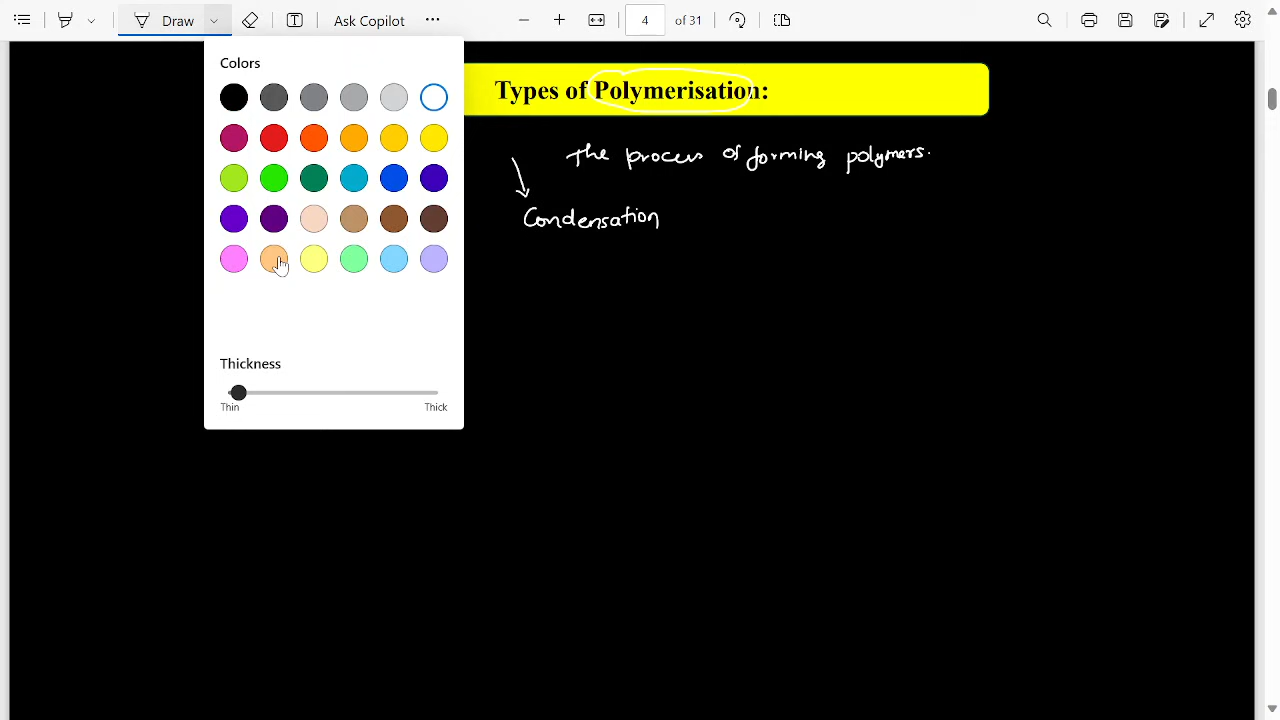 Draw
Ask Copilot
4 of 31
Colors
Thickness
Thin
Thick
Types of Polymerisation:
The process of forming polymers.
Condensation